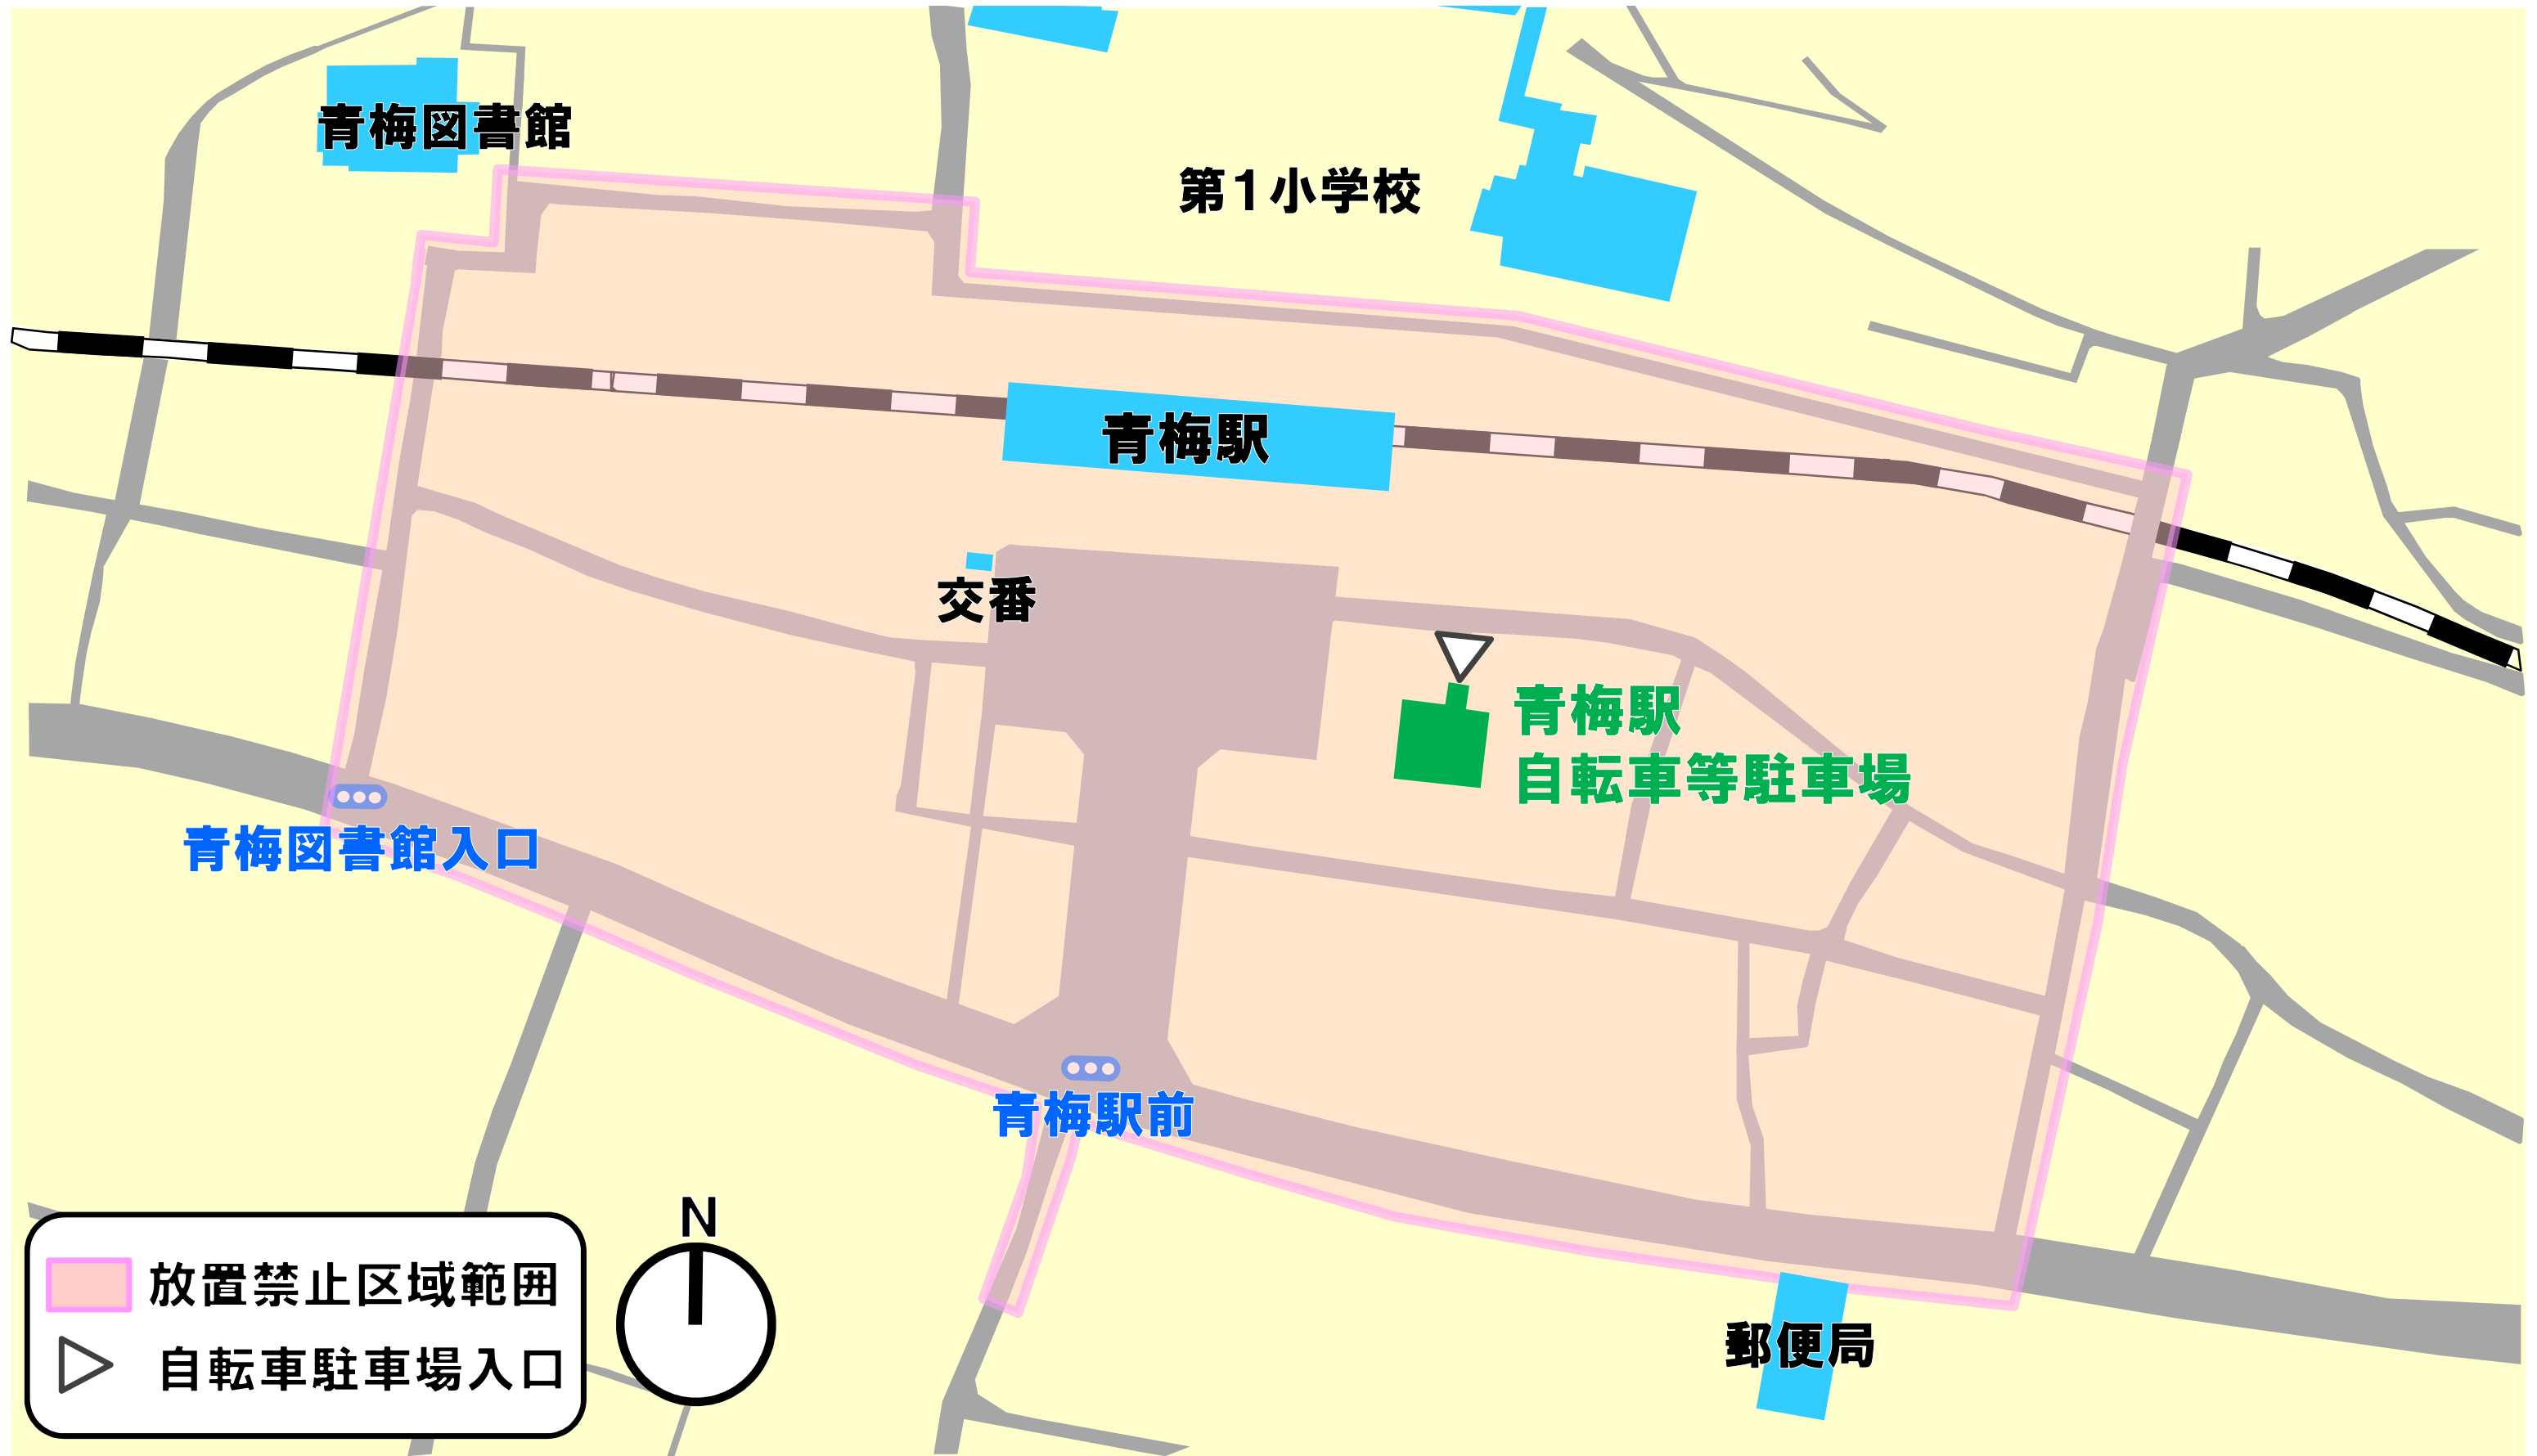 青梅図書館
第1小学校
青梅駅
交番
青梅駅
自転車等駐車場
青梅図書館入口
青梅駅前
N
放置禁止区域範囲
自転車駐車場入口
郵便局